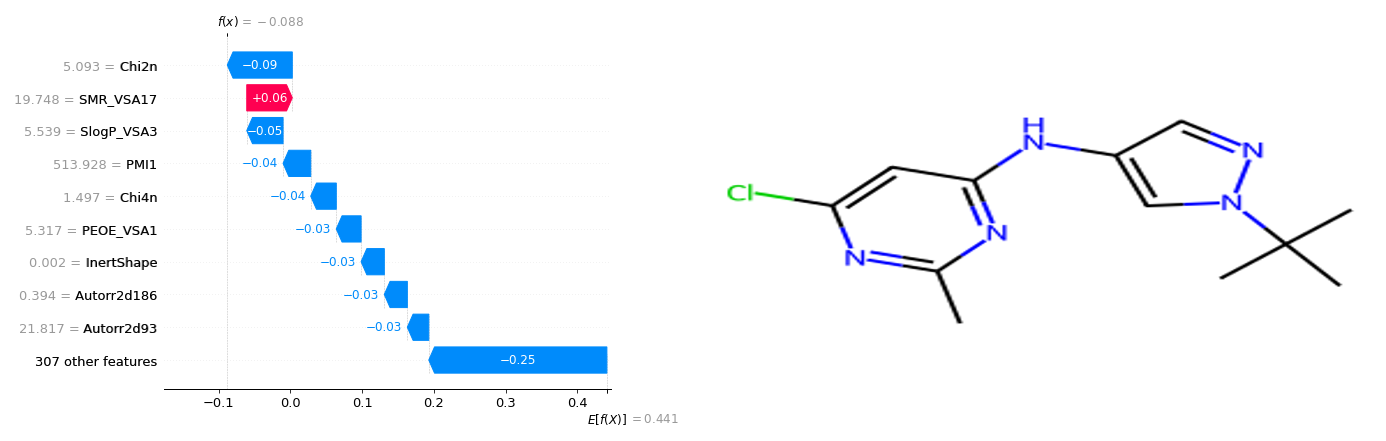 f(x) = −0.088
5.093 = Chi2n
−0.09
19.748 = SMR_VSA17
+0.06
5.539 = SlogP_VSA3
−0.05
513.928 = PMI1
−0.04
1.497 = Chi4n
−0.04
5.317 = PEOE_VSA1
−0.03
0.002 = InertShape
−0.03
0.394 = Autorr2d186
−0.03
21.817 = Autorr2d93
−0.03
307 other features
−0.25
−0.1 0.0 0.1 0.2 0.3 0.4
E[f(X)] = 0.441
H
N
N
Cl
N
N
N